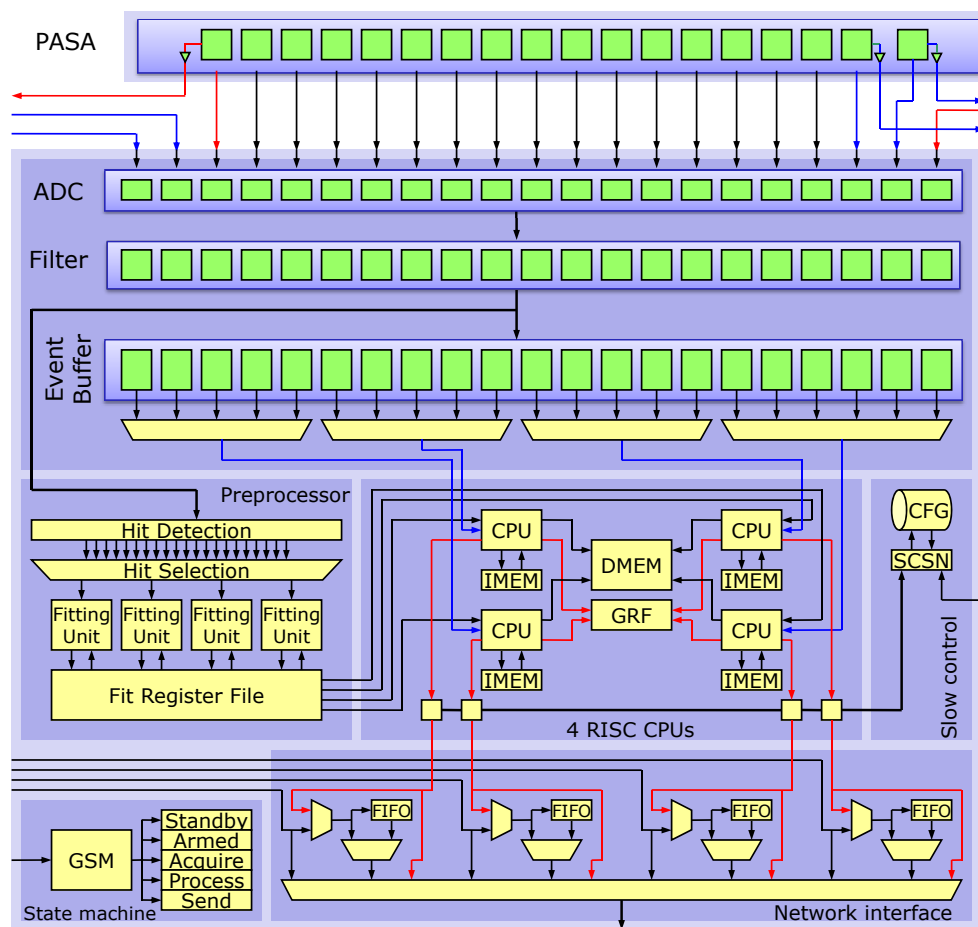 PASA
ADC
Filter
Event
Buffer
Preprocessor
Hit Detection
Hit Selection
Fitting
Unit
Fitting
Unit
Fitting
Unit
Fitting
Unit
Fit Register File
CPU
IMEM
CPU
IMEM
DMEM
GRF
CPU
IMEM
CPU
IMEM
4 RISC CPUs
CFG
SCSN
Slow control
GSM
Standby
Armed
Acquire
Process
Send
State machine
FIFO
FIFO
FIFO
FIFO
Network interface